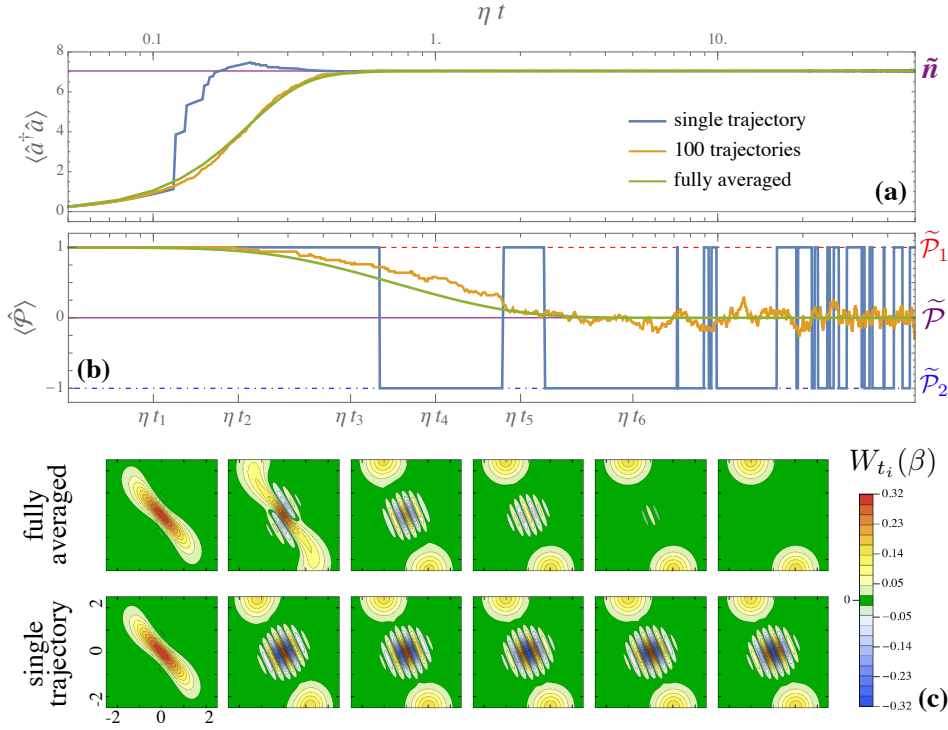 η t
0.1 1. 10.
8
6
4
2
0
⟨â†â⟩
ñ
single trajectory
100 trajectories
fully averaged
(a)
1
0
−1
⟨P̂⟩
P̃₁
P̃
P̃₂
(b)
η t₁ η t₂ η t₃ η t₄ η t₅ η t₆
fully
averaged
single
trajectory
2
0
-2
-2 0 2
W_{t_i}(β)
0.32
0.23
0.14
0.05
0
-0.05
-0.14
-0.23
-0.32
(c)